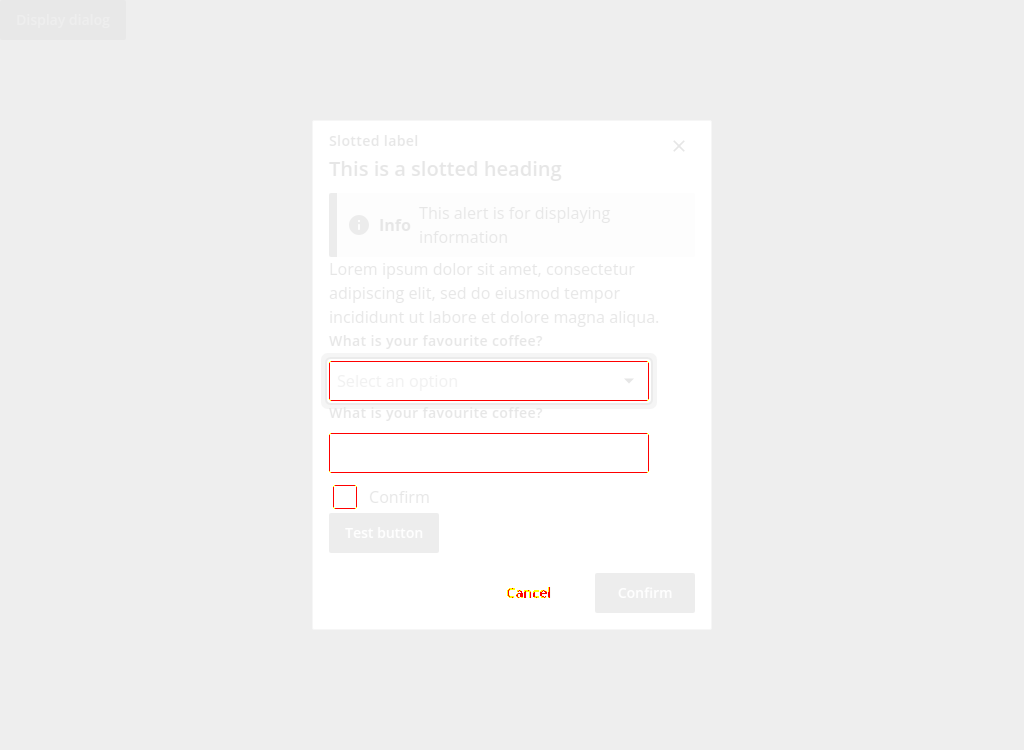 Display dialog
Slotted label
This is a slotted heading
Info
This alert is for displaying
information
Lorem ipsum dolor sit amet, consectetur
adipiscing elit, sed do eiusmod tempor
incididunt ut labore et dolore magna aliqua.
What is your favourite coffee?
Select an option
What is your favourite coffee?
Confirm
Test button
Cancel
Confirm